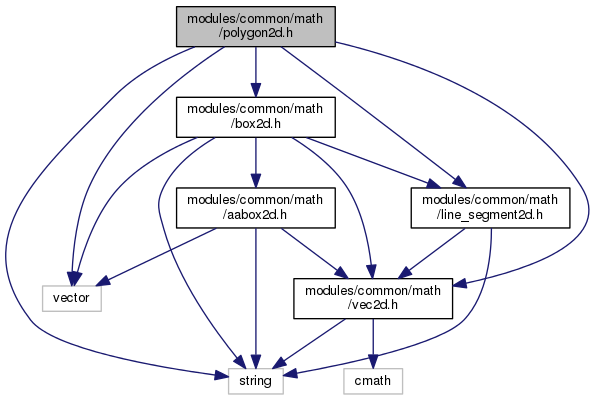 modules/common/math
/polygon2d.h
modules/common/math
/box2d.h
modules/common/math
/aabox2d.h
modules/common/math
/line_segment2d.h
vector
modules/common/math
/vec2d.h
string
cmath